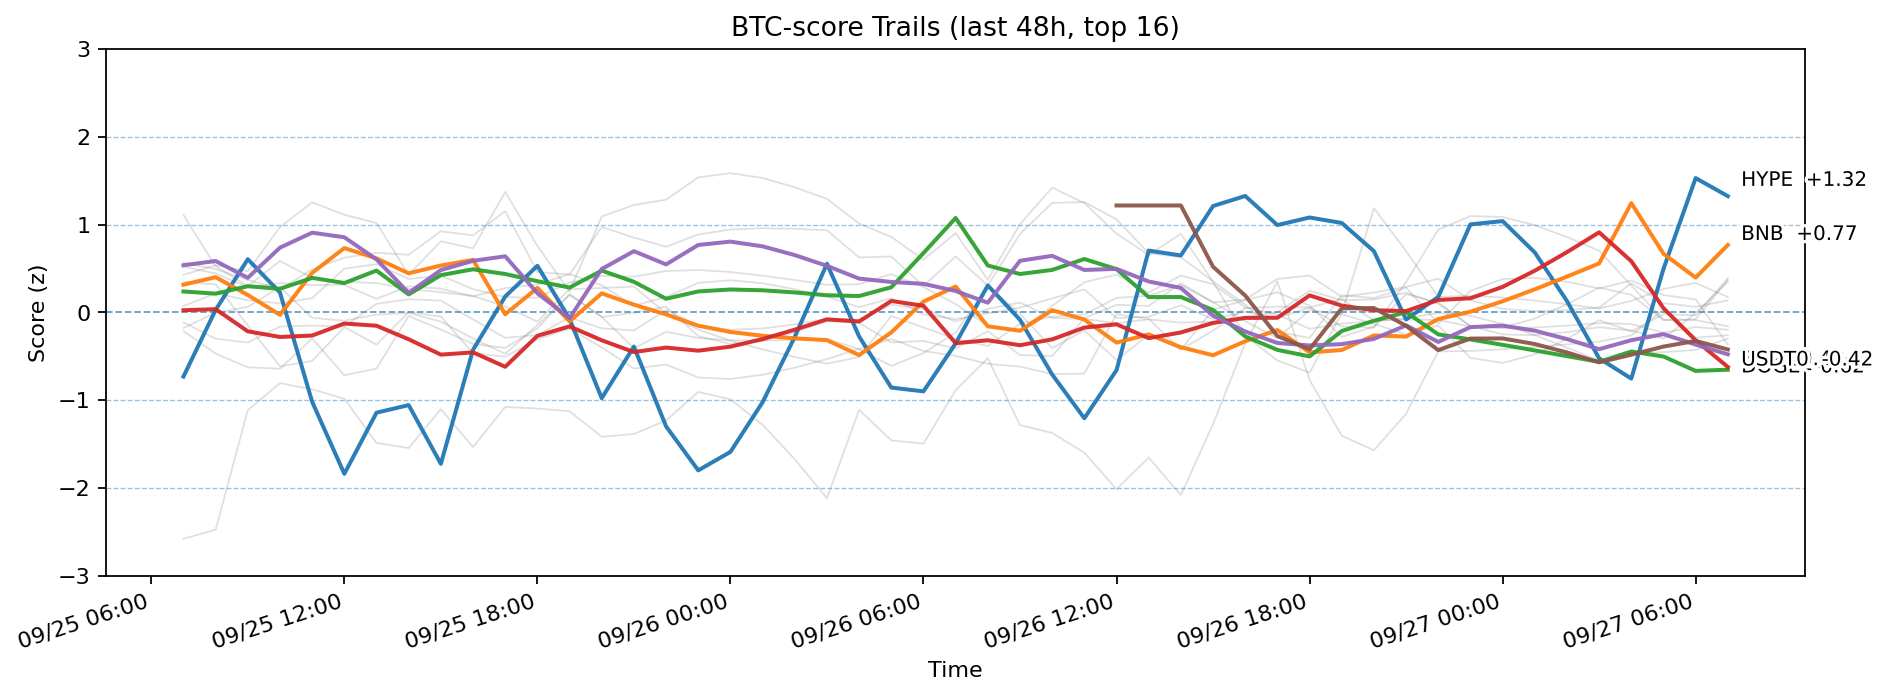 BTC-score Trails (last 48h, top 16)
3
2
1
0
−1
−2
−3
Score (z)
HYPE +1.32
BNB +0.77
USDT0 -0.42
09/25 06:00
09/25 12:00
09/25 18:00
09/26 00:00
09/26 06:00
09/26 12:00
09/26 18:00
09/27 00:00
09/27 06:00
Time